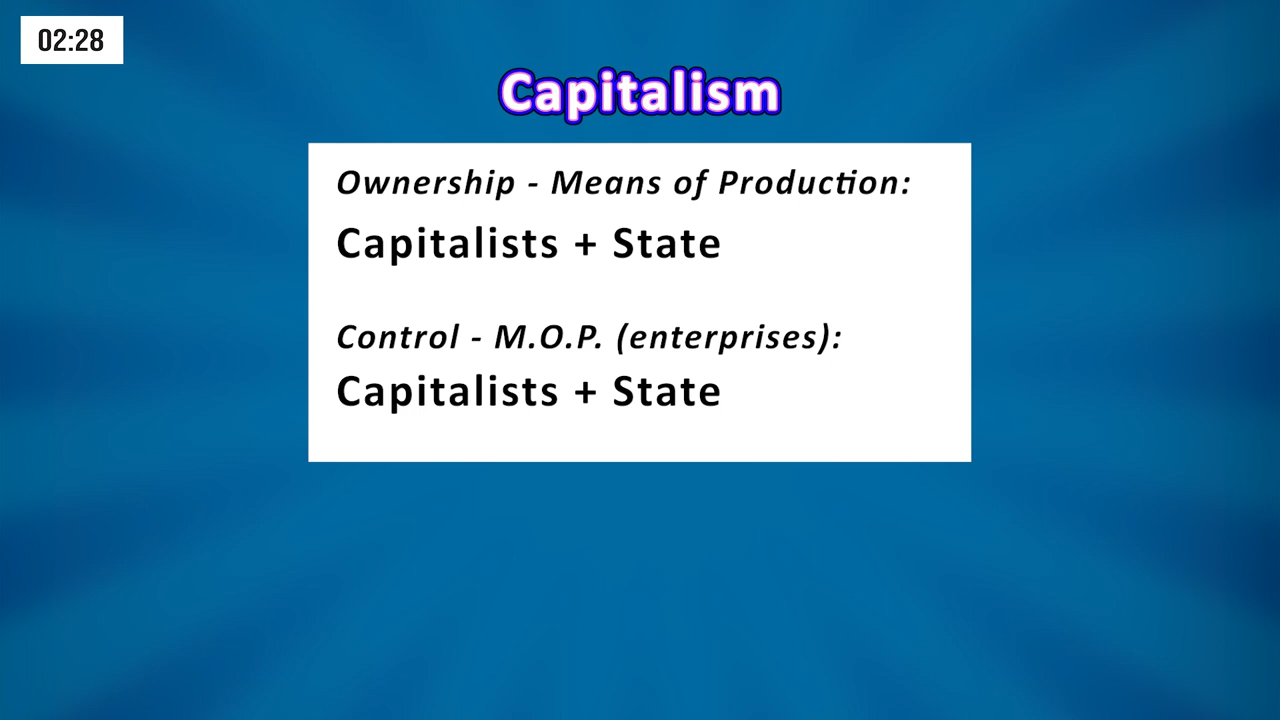 02:28
Capitalism
Ownership - Means of Production:
Capitalists + State
Control - M.O.P. (enterprises):
Capitalists + State